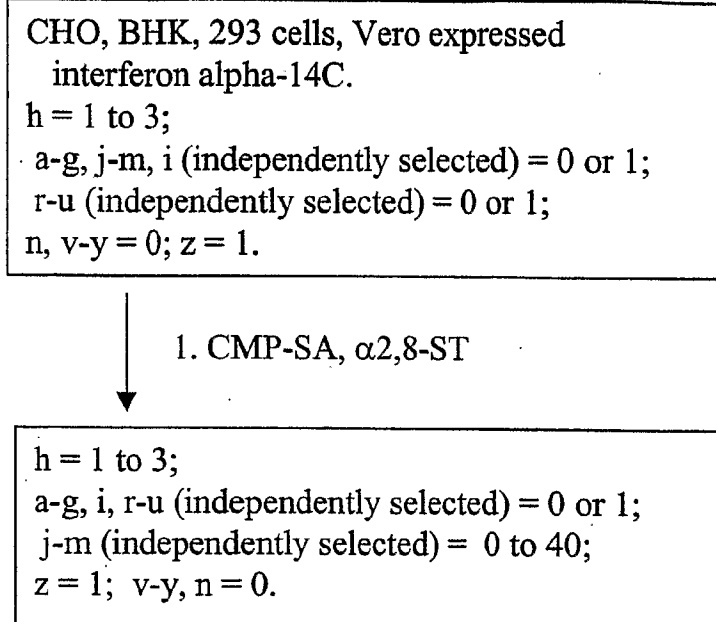 CHO, BHK, 293 cells, Vero expressed
interferon alpha-14C.
h = 1 to 3;
a-g, j-m, i (independently selected) = 0 or 1;
r-u (independently selected) = 0 or 1;
n, v-y = 0; z = 1.
1. CMP-SA, α2,8-ST
h = 1 to 3;
a-g, i, r-u (independently selected) = 0 or 1;
j-m (independently selected) = 0 to 40;
z = 1; v-y, n = 0.